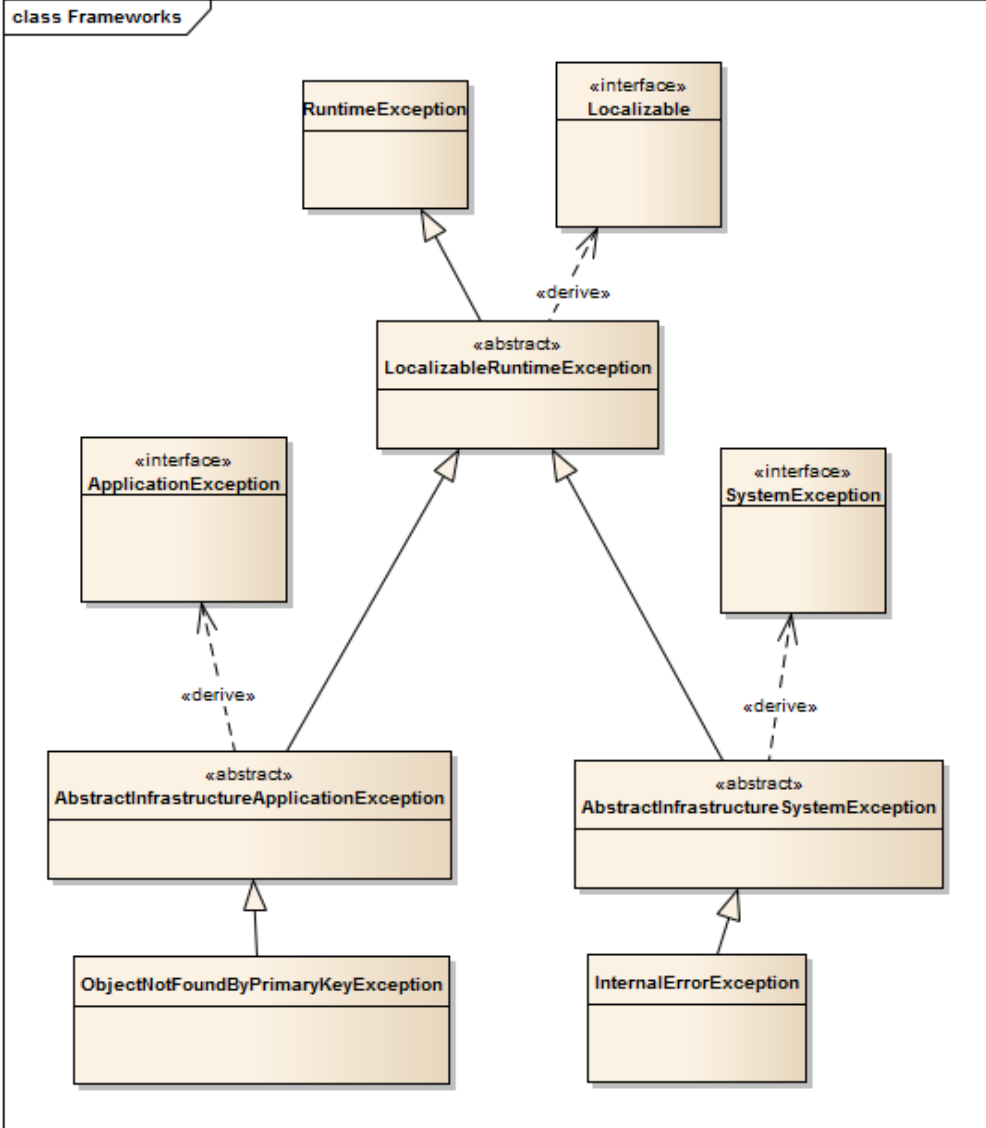 class Frameworks
«interface»
Localizable
RuntimeException
«derive»
«abstract»
LocalizableRuntimeException
«interface»
ApplicationException
«interface»
SystemException
«derive»
«derive»
«abstract»
AbstractInfrastructureApplicationException
«abstract»
AbstractInfrastructureSystemException
ObjectNotFoundByPrimaryKeyException
InternalErrorException